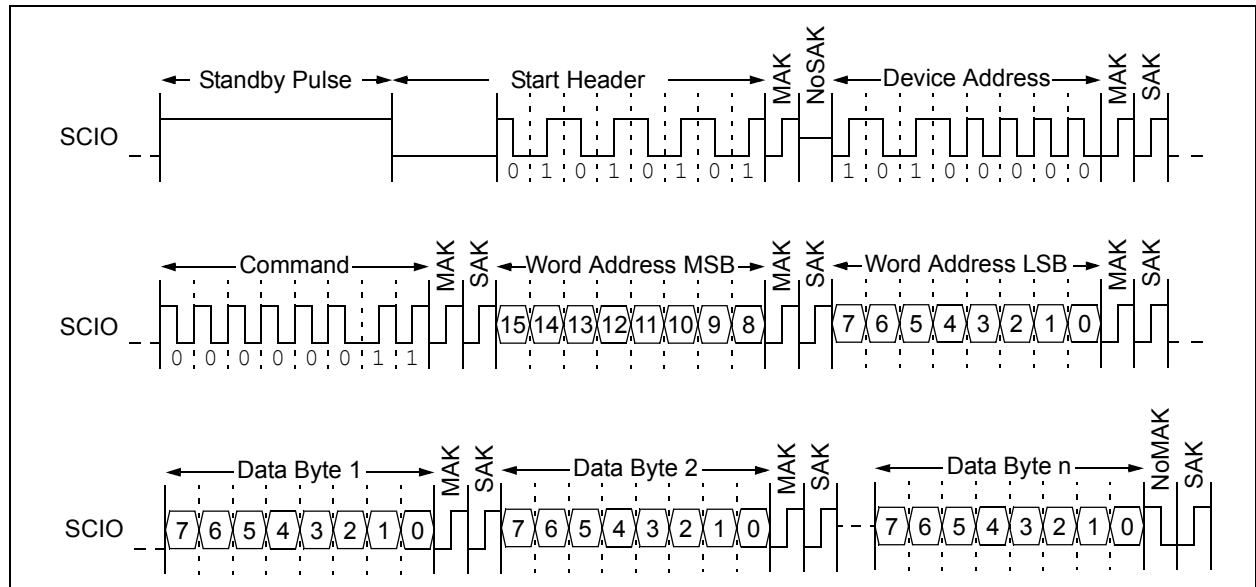 Standby Pulse Start Header MAK NoSAK Device Address MAK SAK
SCIO
0 1 0 1 0 1 0 1 1 0 1 0 0 0 0 0
Command MAK SAK Word Address MSB MAK SAK Word Address LSB MAK SAK
SCIO 15 14 13 12 11 10 9 8 7 6 5 4 3 2 1 0
0 0 0 0 0 0 1 1
Data Byte 1 MAK SAK Data Byte 2 MAK SAK Data Byte n NoMAK SAK
SCIO 7 6 5 4 3 2 1 0 7 6 5 4 3 2 1 0 7 6 5 4 3 2 1 0